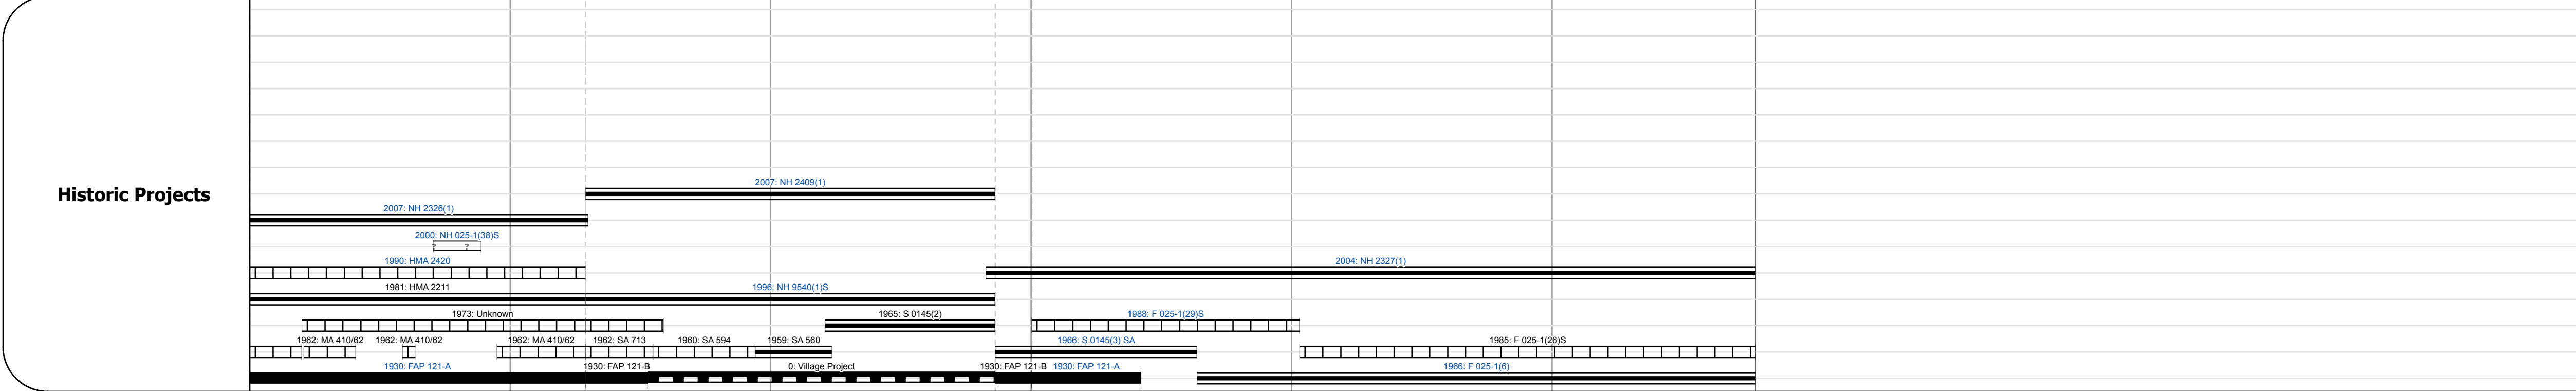 2007: NH 2409(1)
Historic Projects
2007: NH 2326(1)
2000: NH 025-1(38)S
? ?
1990: HMA 2420 2004: NH 2327(1)
1981: HMA 2211 1996: NH 9540(1)S
1973: Unknown 1965: S 0145(2) 1988: F 025-1(29)S
1962: MA 410/62 1962: MA 410/62 1962: MA 410/62 1962: SA 713 1960: SA 594 1959: SA 560 1966: S 0145(3) SA 1985: F 025-1(26)S
1930: FAP 121-A 1930: FAP 121-B 0: Village Project 1930: FAP 121-B 1930: FAP 121-A 1966: F 025-1(6)